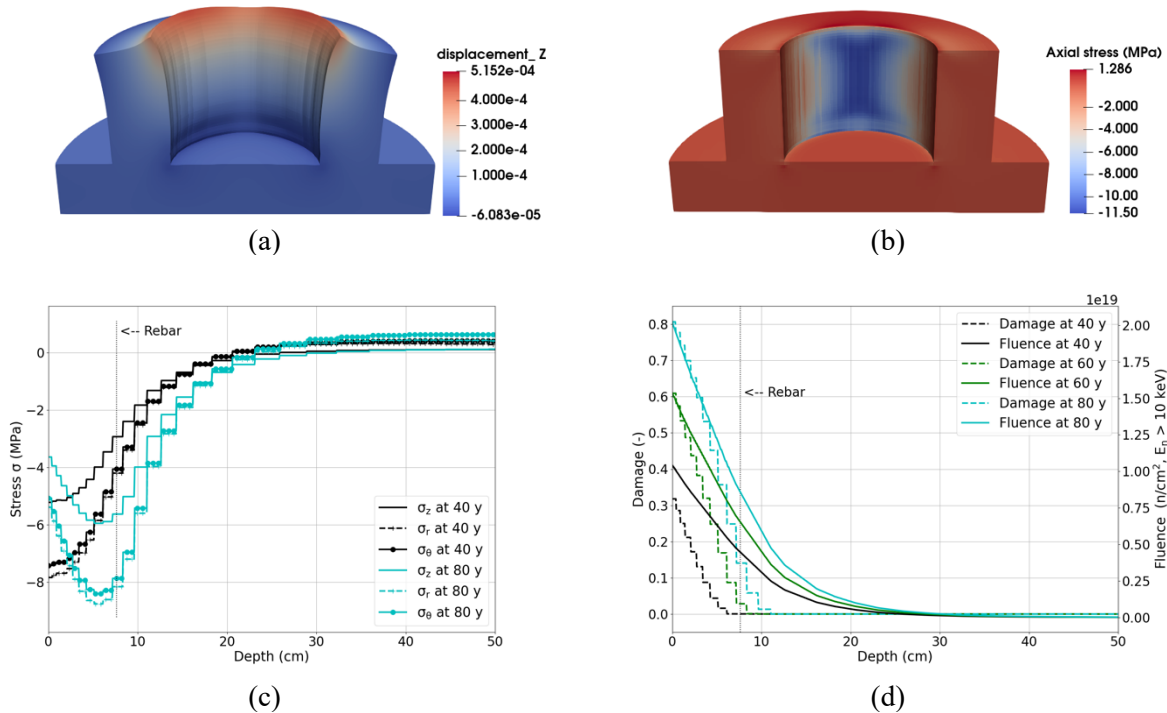 displacement_ Z
5.152e-04
4.000e-4
3.000e-4
2.000e-4
1.000e-4
-6.083e-05
(a)
Axial stress (MPa)
1.286
-2.000
-4.000
-6.000
-8.000
-10.00
-11.50
(b)
Stress σ (MPa)
0
−2
−4
−6
−8
<-- Rebar
σz at 40 y
σr at 40 y
σθ at 40 y
σz at 80 y
σr at 80 y
σθ at 80 y
0 10 20 30 40 50
Depth (cm)
(c)
1e19
Damage (-)
0.8
0.7
0.6
0.5
0.4
0.3
0.2
0.1
0.0
<-- Rebar
Damage at 40 y
Fluence at 40 y
Damage at 60 y
Fluence at 60 y
Damage at 80 y
Fluence at 80 y
2.00
1.75
1.50
1.25
1.00
0.75
0.50
0.25
0.00
Fluence (n/cm², En > 10 keV)
0 10 20 30 40 50
Depth (cm)
(d)